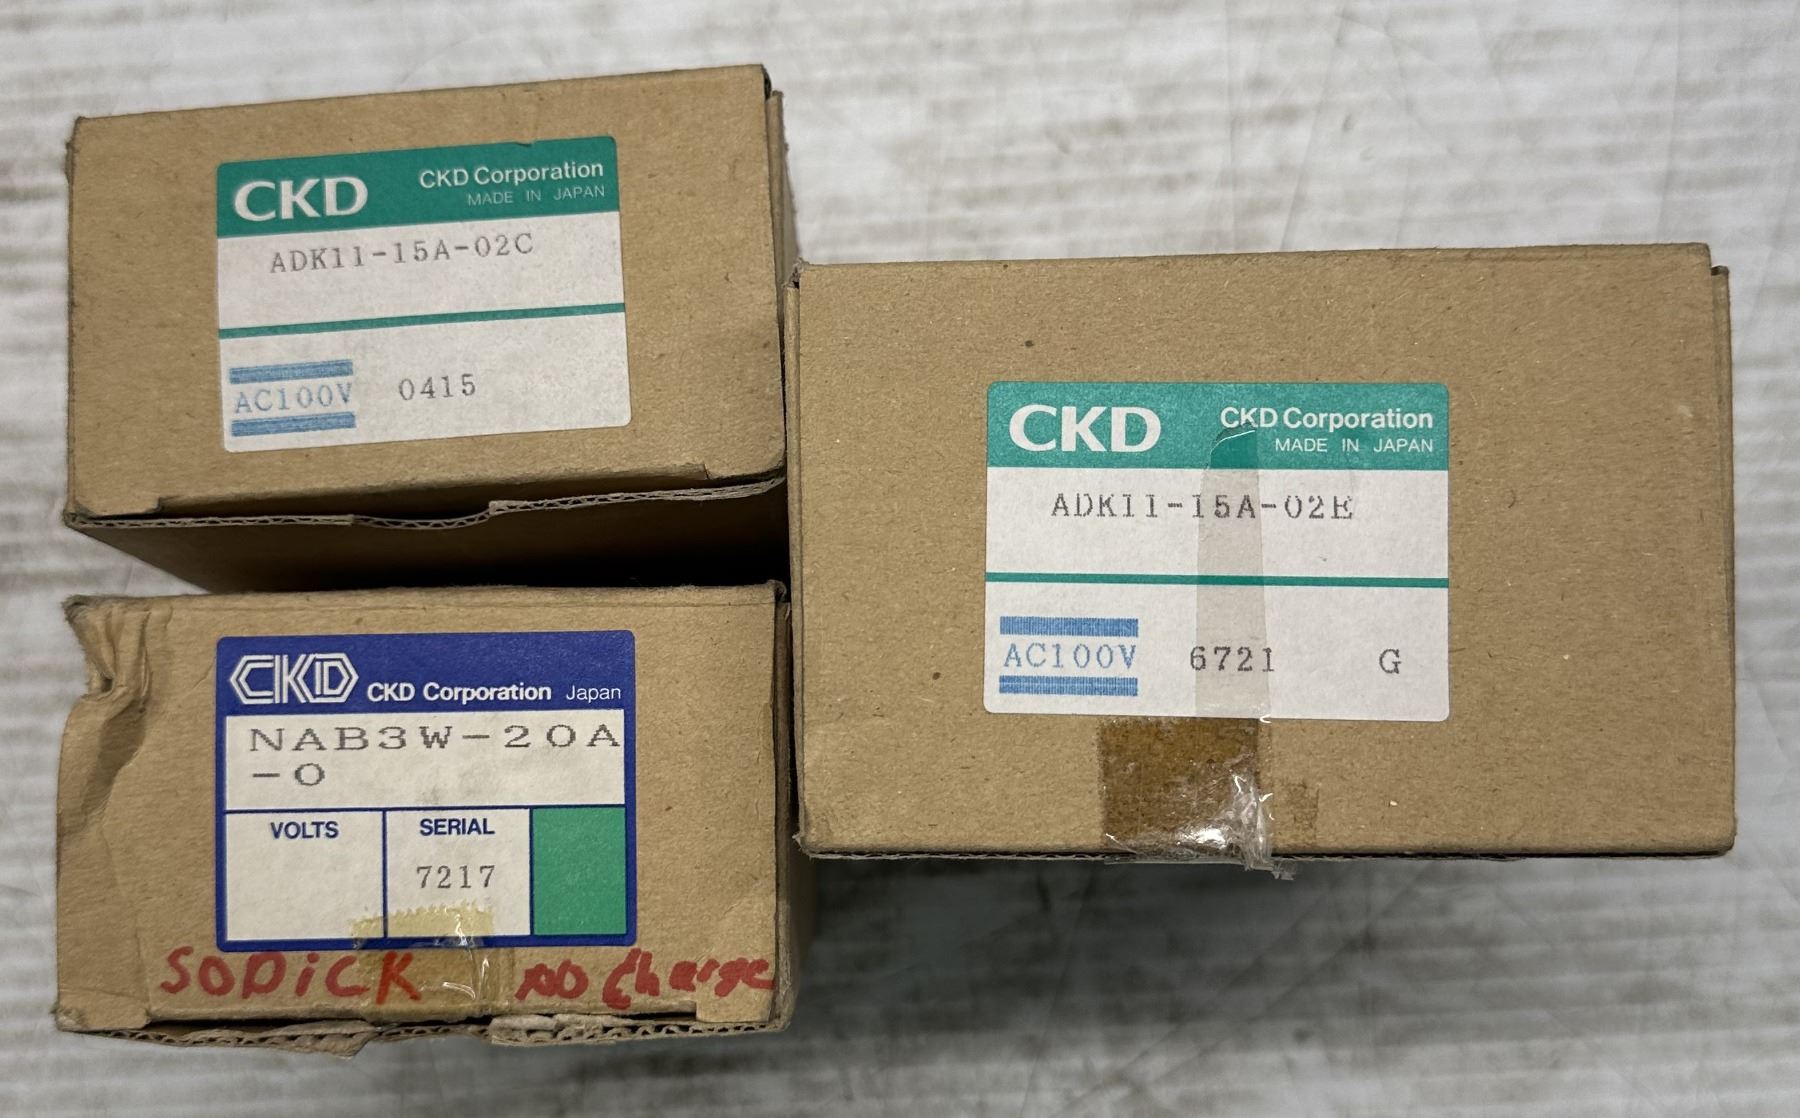 CKD CKD Corporation
MADE IN JAPAN
ADK11-15A-02C
AC100V 0415
CKD CKD Corporation
MADE IN JAPAN
ADK11-15A-02E
AC100V 6721 G
CKD CKD Corporation Japan
NAB3W-20A
-0
VOLTS SERIAL
7217
SODiCK NO Charge